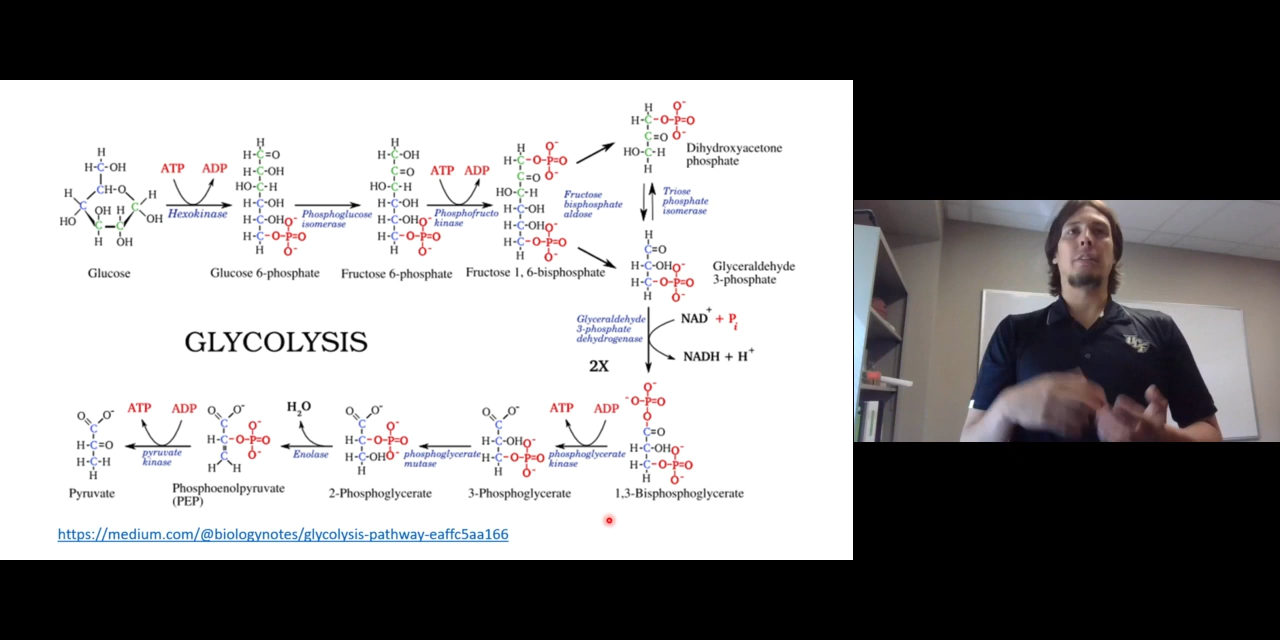 ATP ADP
Hexokinase
Glucose
Glucose 6-phosphate
Phosphoglucose
isomerase
Fructose 6-phosphate
ATP ADP
Phosphofructo
kinase
Fructose 1, 6-bisphosphate
Fructose
bisphosphate
aldose
Dihydroxyacetone
phosphate
Triose
phosphate
isomerase
Glyceraldehyde
3-phosphate
GLYCOLYSIS
Glyceraldehyde
3-phosphate
dehydrogenase
NAD+ + Pi
NADH + H+
2X
1,3-Bisphosphoglycerate
ATP ADP
phosphoglycerate
kinase
3-Phosphoglycerate
phosphoglycerate
mutase
2-Phosphoglycerate
H2O
Enolase
Phosphoenolpyruvate
(PEP)
ATP ADP
pyruvate
kinase
Pyruvate
https://medium.com/@biologynotes/glycolysis-pathway-eaffc5aa166
UCF